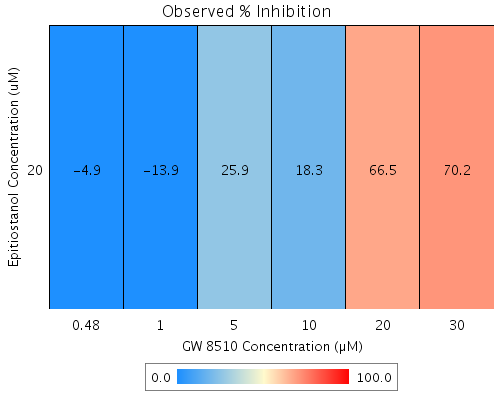 Observed % Inhibition
Epitiostanol Concentration (uM)
20
−4.9 −13.9 25.9 18.3 66.5 70.2
0.48 1 5 10 20 30
GW 8510 Concentration (μM)
0.0 100.0